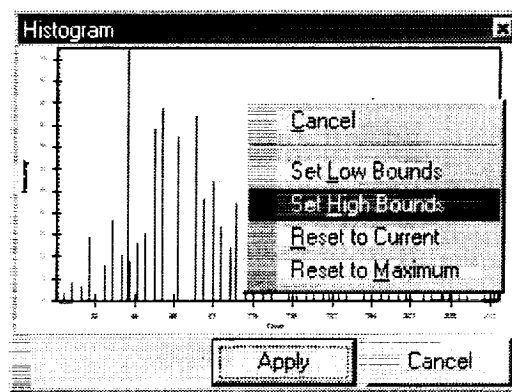 Histogram
Cancel
Set Low Bounds
Set High Bounds
Reset to Current
Reset to Maximum
Apply
Cancel